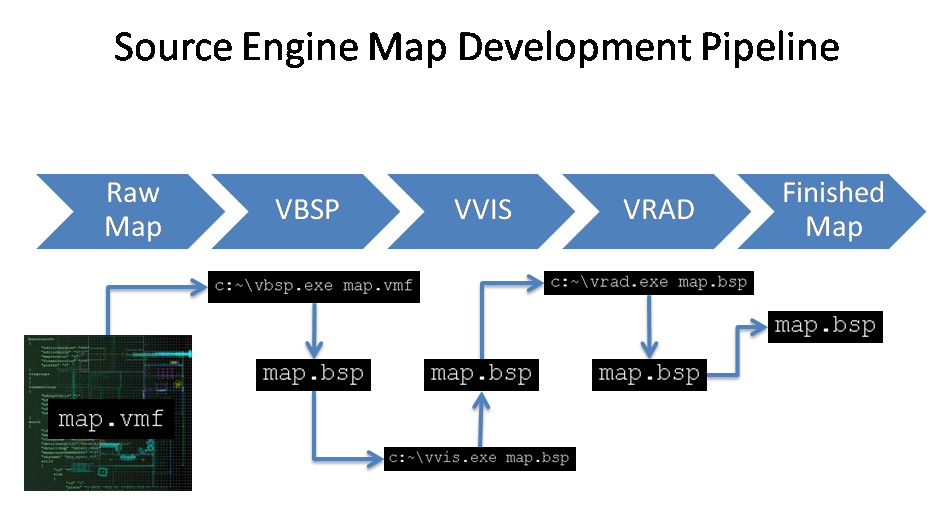 Source Engine Map Development Pipeline
Raw
Map
VBSP
VVIS
VRAD
Finished
Map
c:~\vbsp.exe map.vmf
c:~\vrad.exe map.bsp
map.bsp
map.bsp
map.bsp
map.bsp
map.vmf
c:~\vvis.exe map.bsp